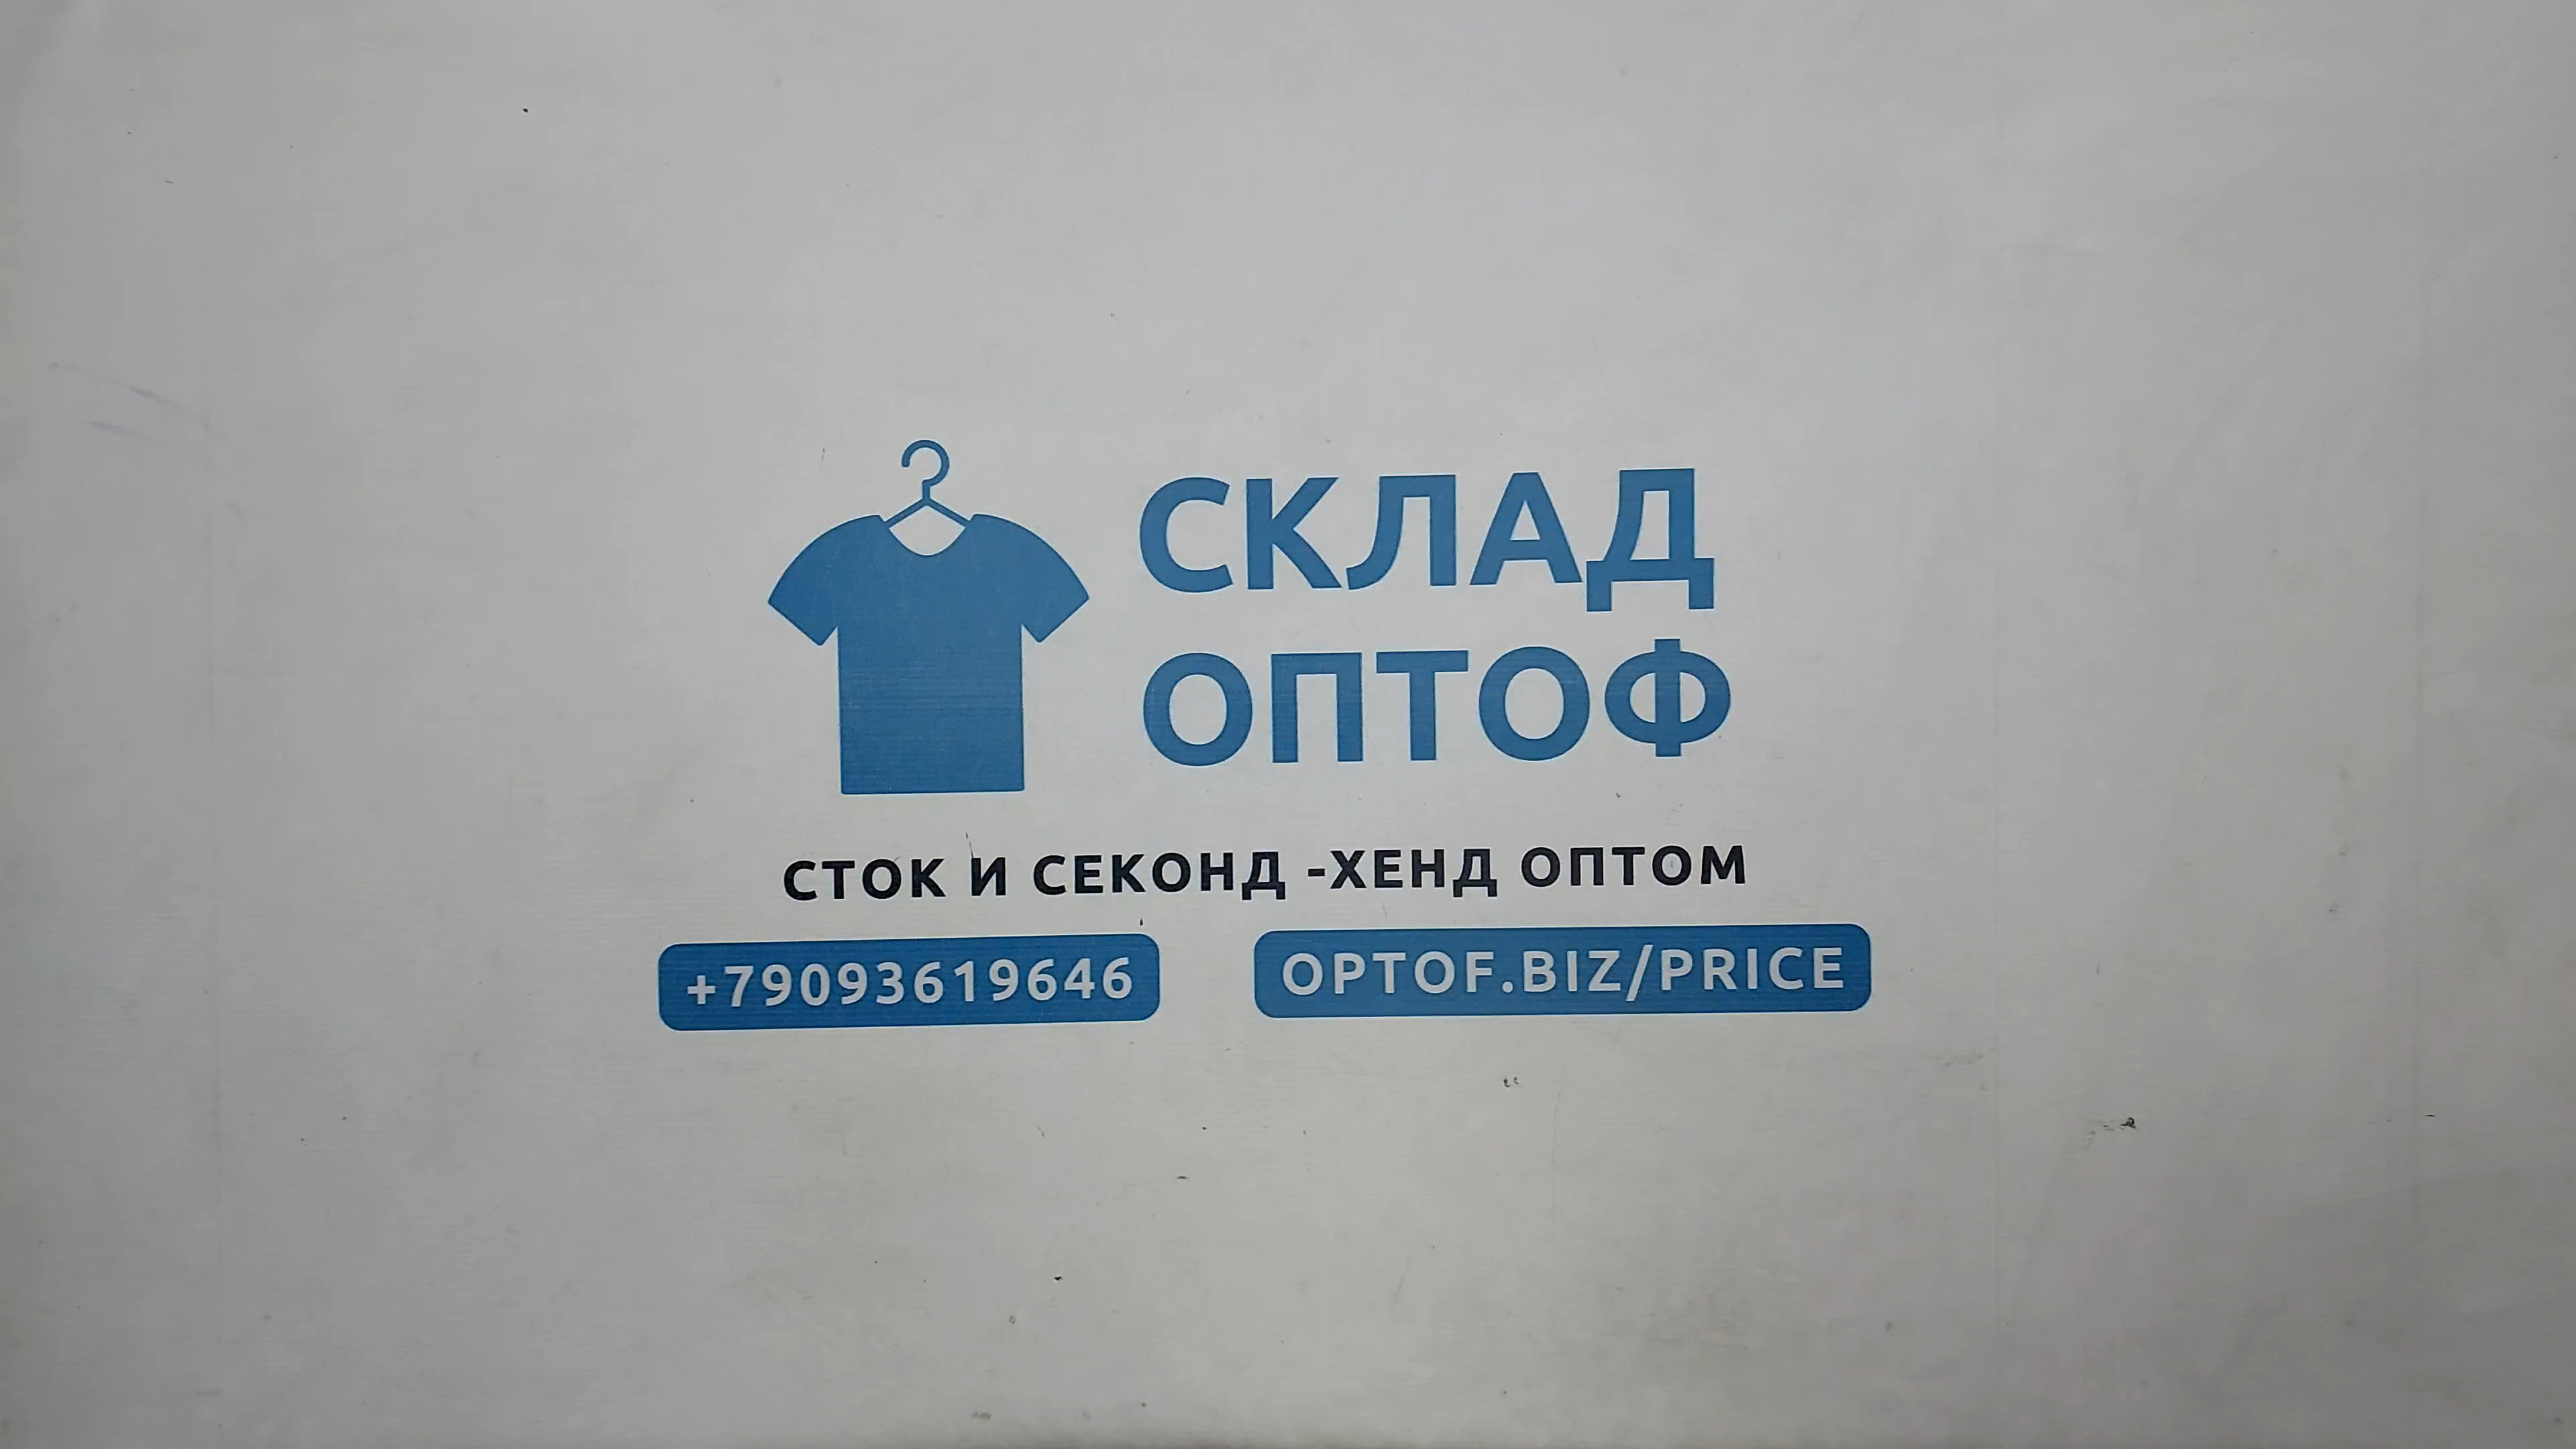 СКЛАД
ОПТОФ
СТОК И СЕКОНД -ХЕНД ОПТОМ
+79093619646
OPTOF.BIZ/PRICE